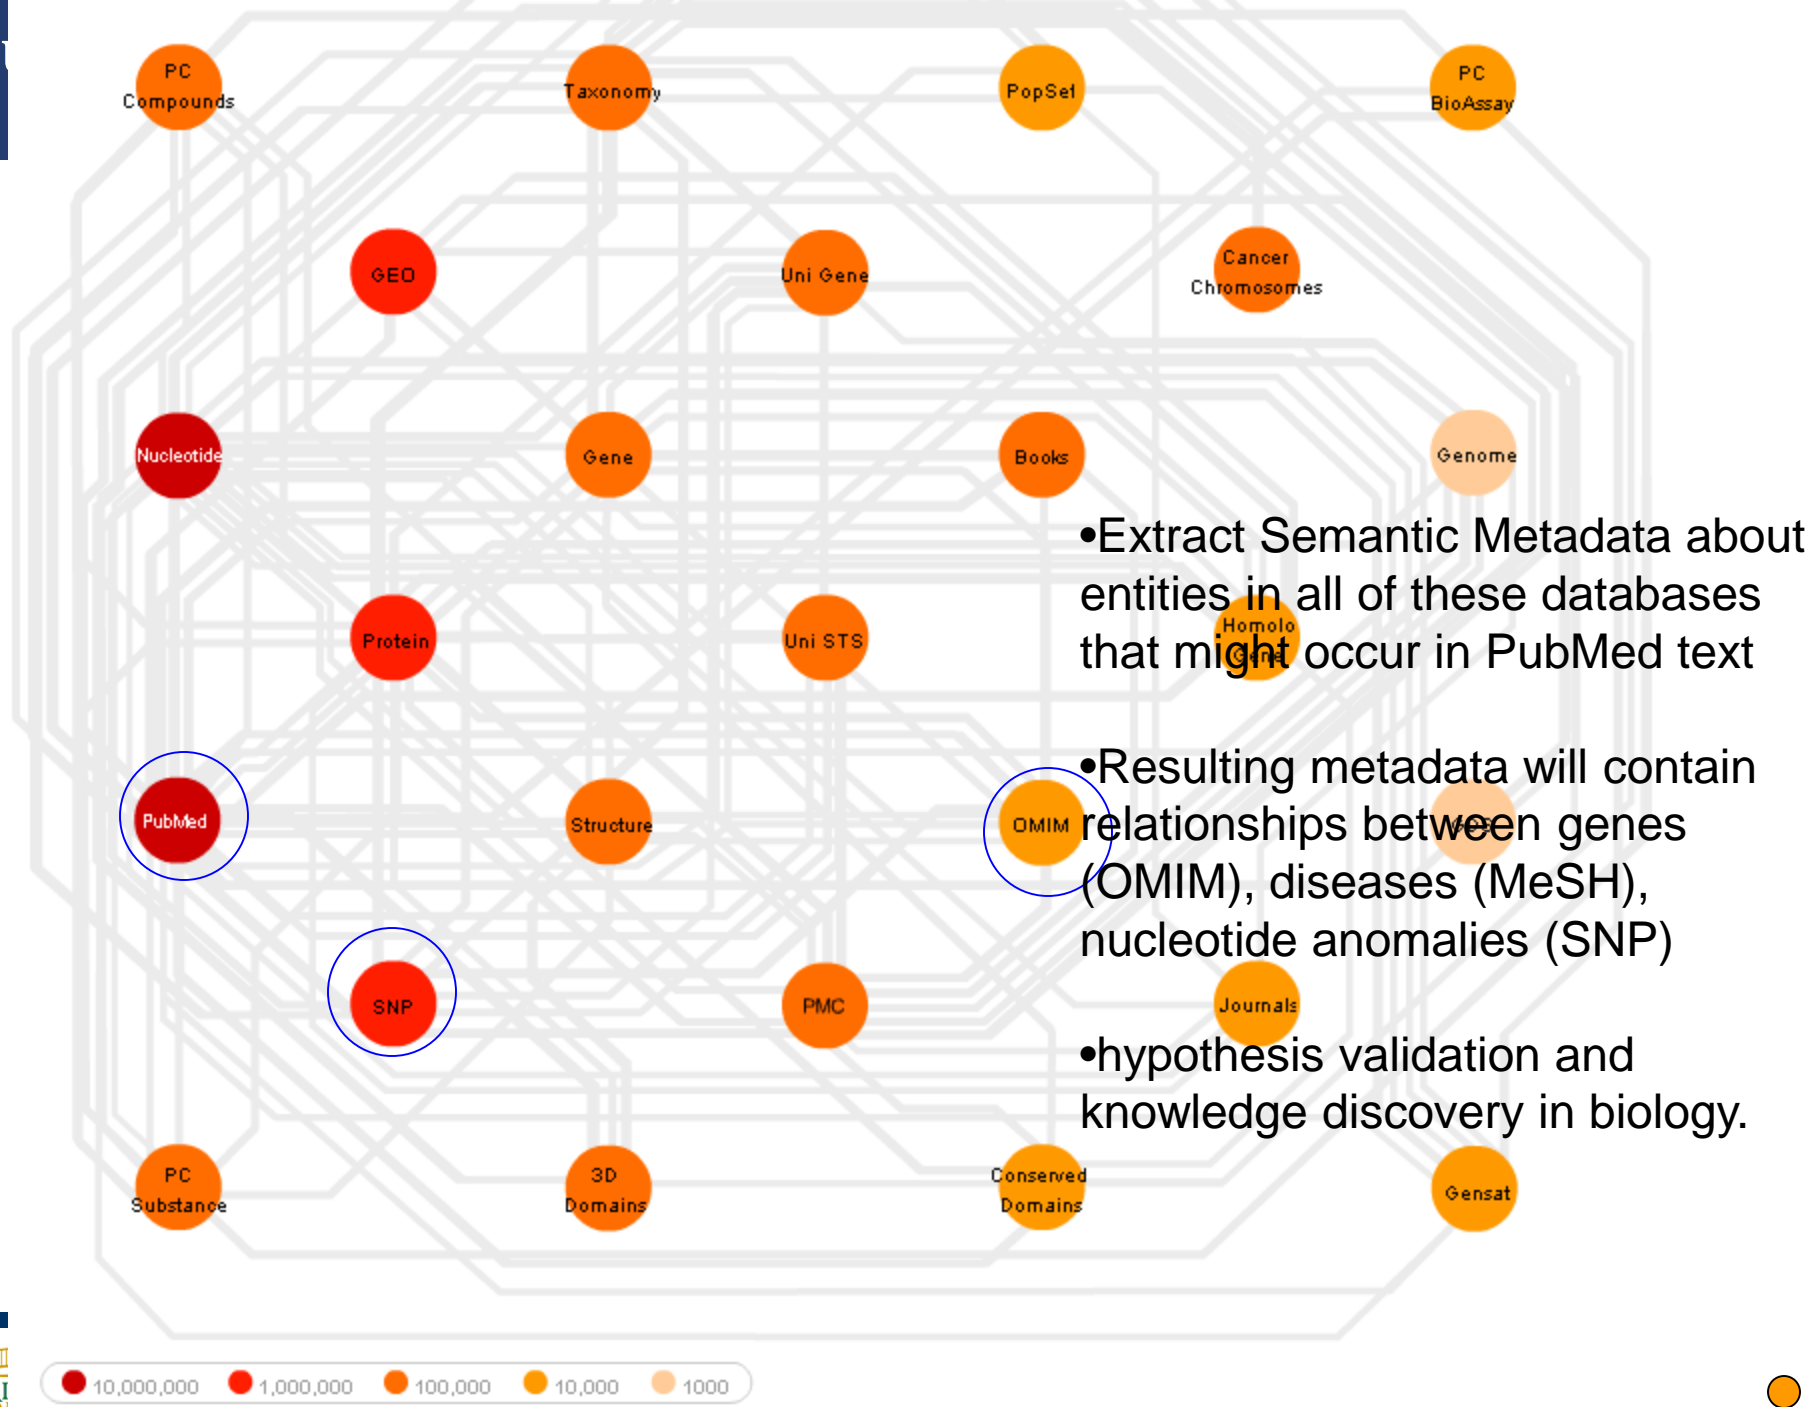 PC
Compounds
Taxonomy
PopSet
PC
BioAssay
GEO
Uni Gene
Cancer
Chromosomes
Nucleotide
Gene
Books
Genome
•Extract Semantic Metadata about
entities in all of these databases
that might occur in PubMed text
Protein
Uni STS
Homolo
Gene
•Resulting metadata will contain
relationships between genes
(OMIM), diseases (MeSH),
nucleotide anomalies (SNP)
PubMed
Structure
OMIM
SNP
PMC
Journals
•hypothesis validation and
knowledge discovery in biology.
PC
Substance
3D
Domains
Conserved
Domains
Gensat
10,000,000
1,000,000
100,000
10,000
1000